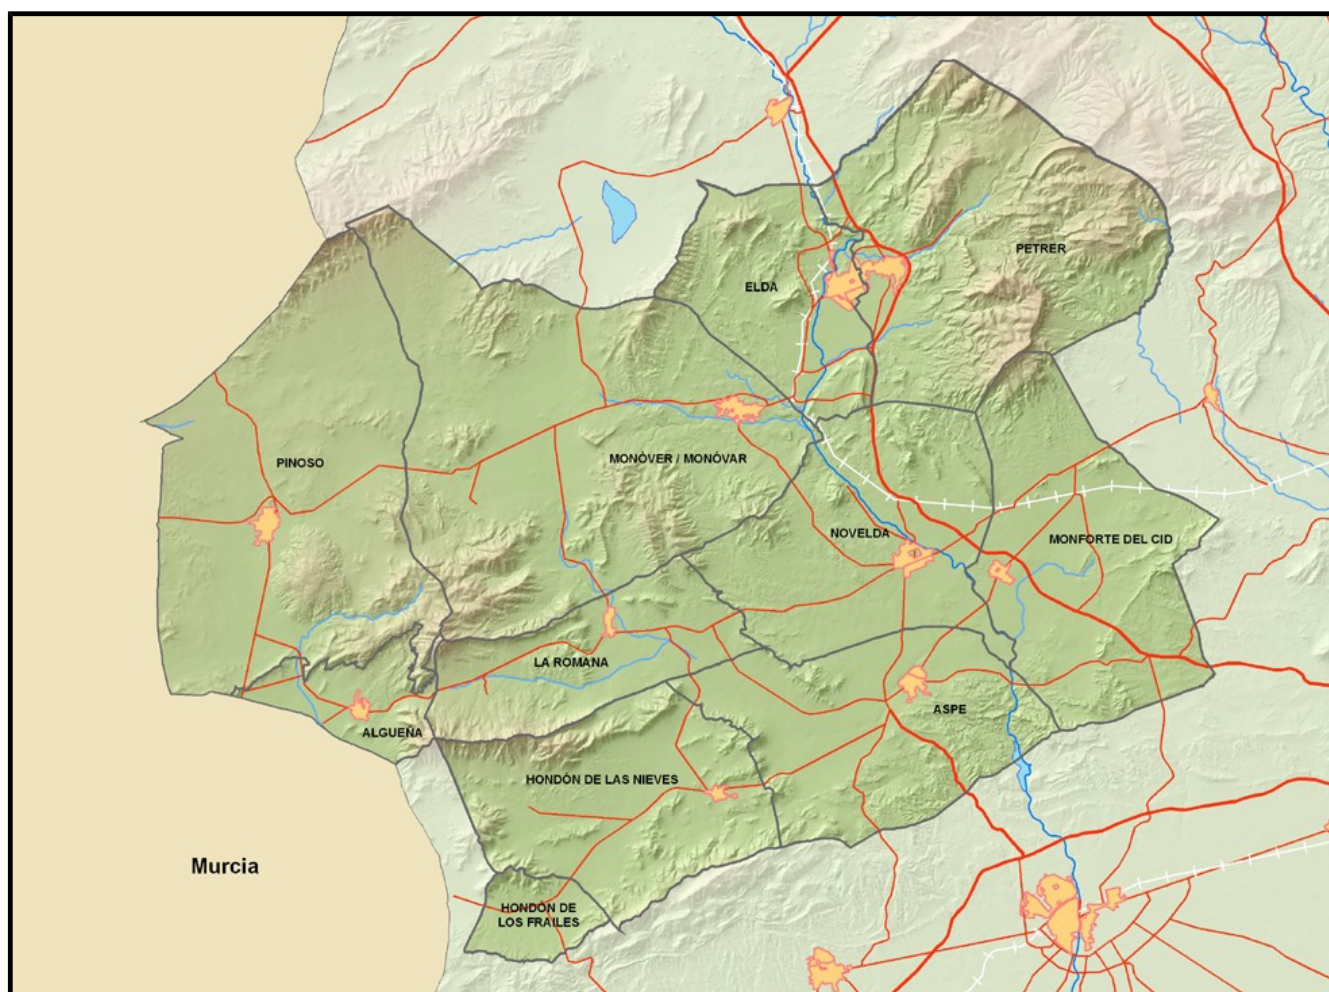 PETRER
ELDA
MONÓVER / MONÓVAR
PINOSO
NOVELDA
MONFORTE DEL CID
LA ROMANA
ASPE
ALGUEÑA
HONDÓN DE LAS NIEVES
Murcia
HONDÓN DE
LOS FRAILES